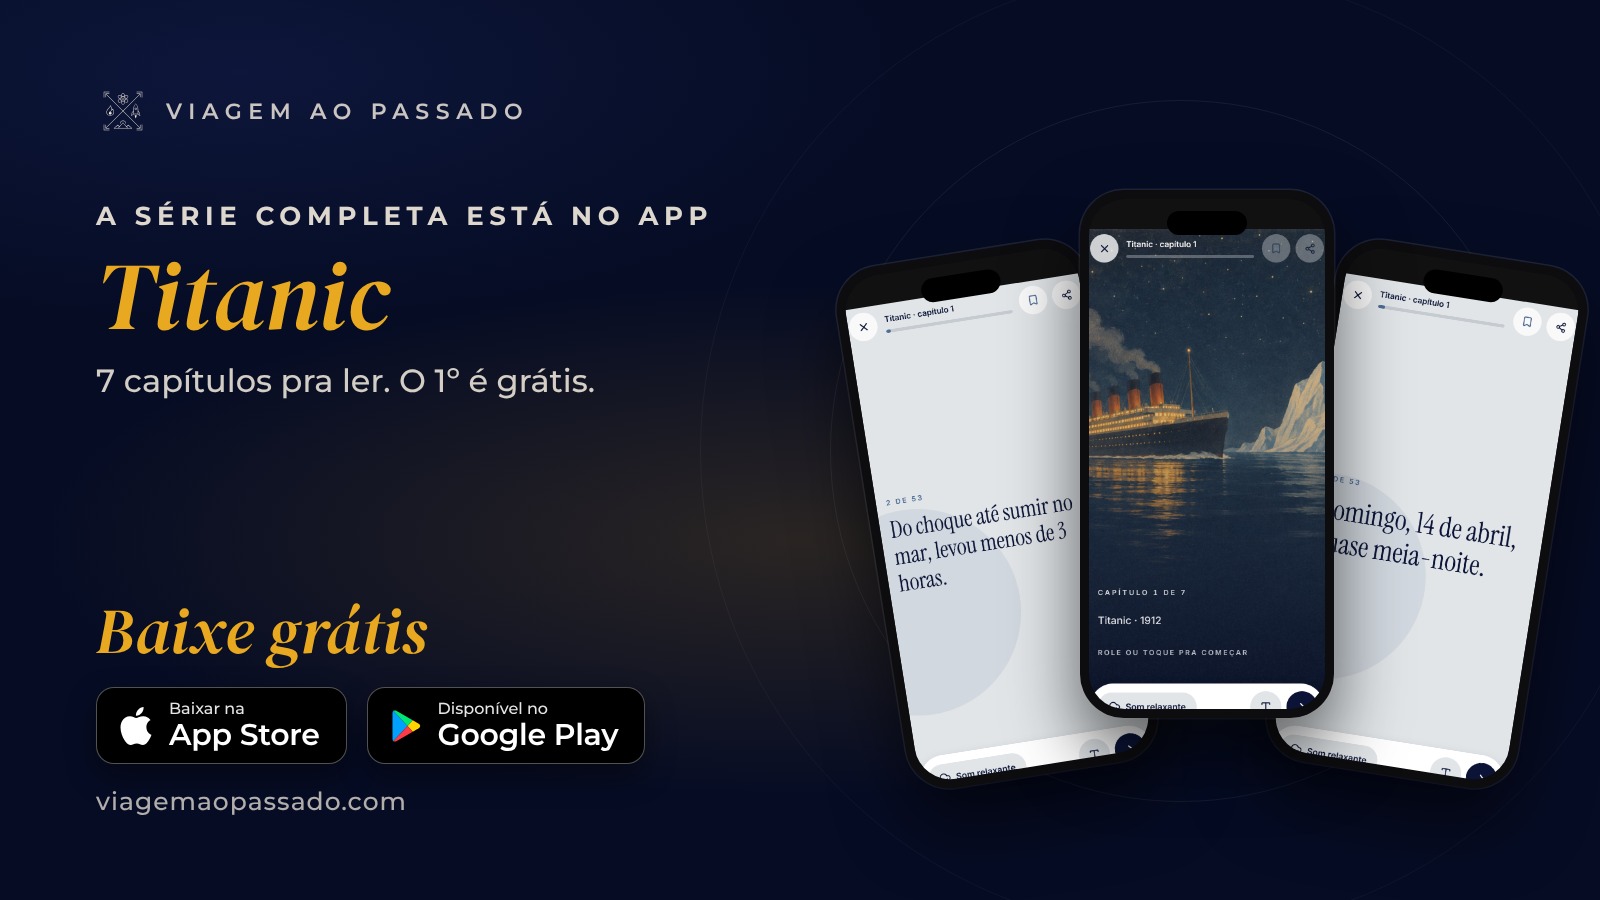 VIAGEM AO PASSADO
A SÉRIE COMPLETA ESTÁ NO APP
Titanic
7 capítulos pra ler. O 1º é grátis.
Baixe grátis
Baixar na
App Store
Disponível no
Google Play
viagemaopassado.com
Titanic · capítulo 1
2 DE 53
Do choque até sumir no
mar, levou menos de 3
horas.
Som relaxante
Titanic · capítulo 1
CAPÍTULO 1 DE 7
Titanic · 1912
ROLE OU TOQUE PRA COMEÇAR
Som relaxante
T
Titanic · capítulo 1
DE 53
omingo, 14 de abril,
uase meia-noite.
Som relaxante
T